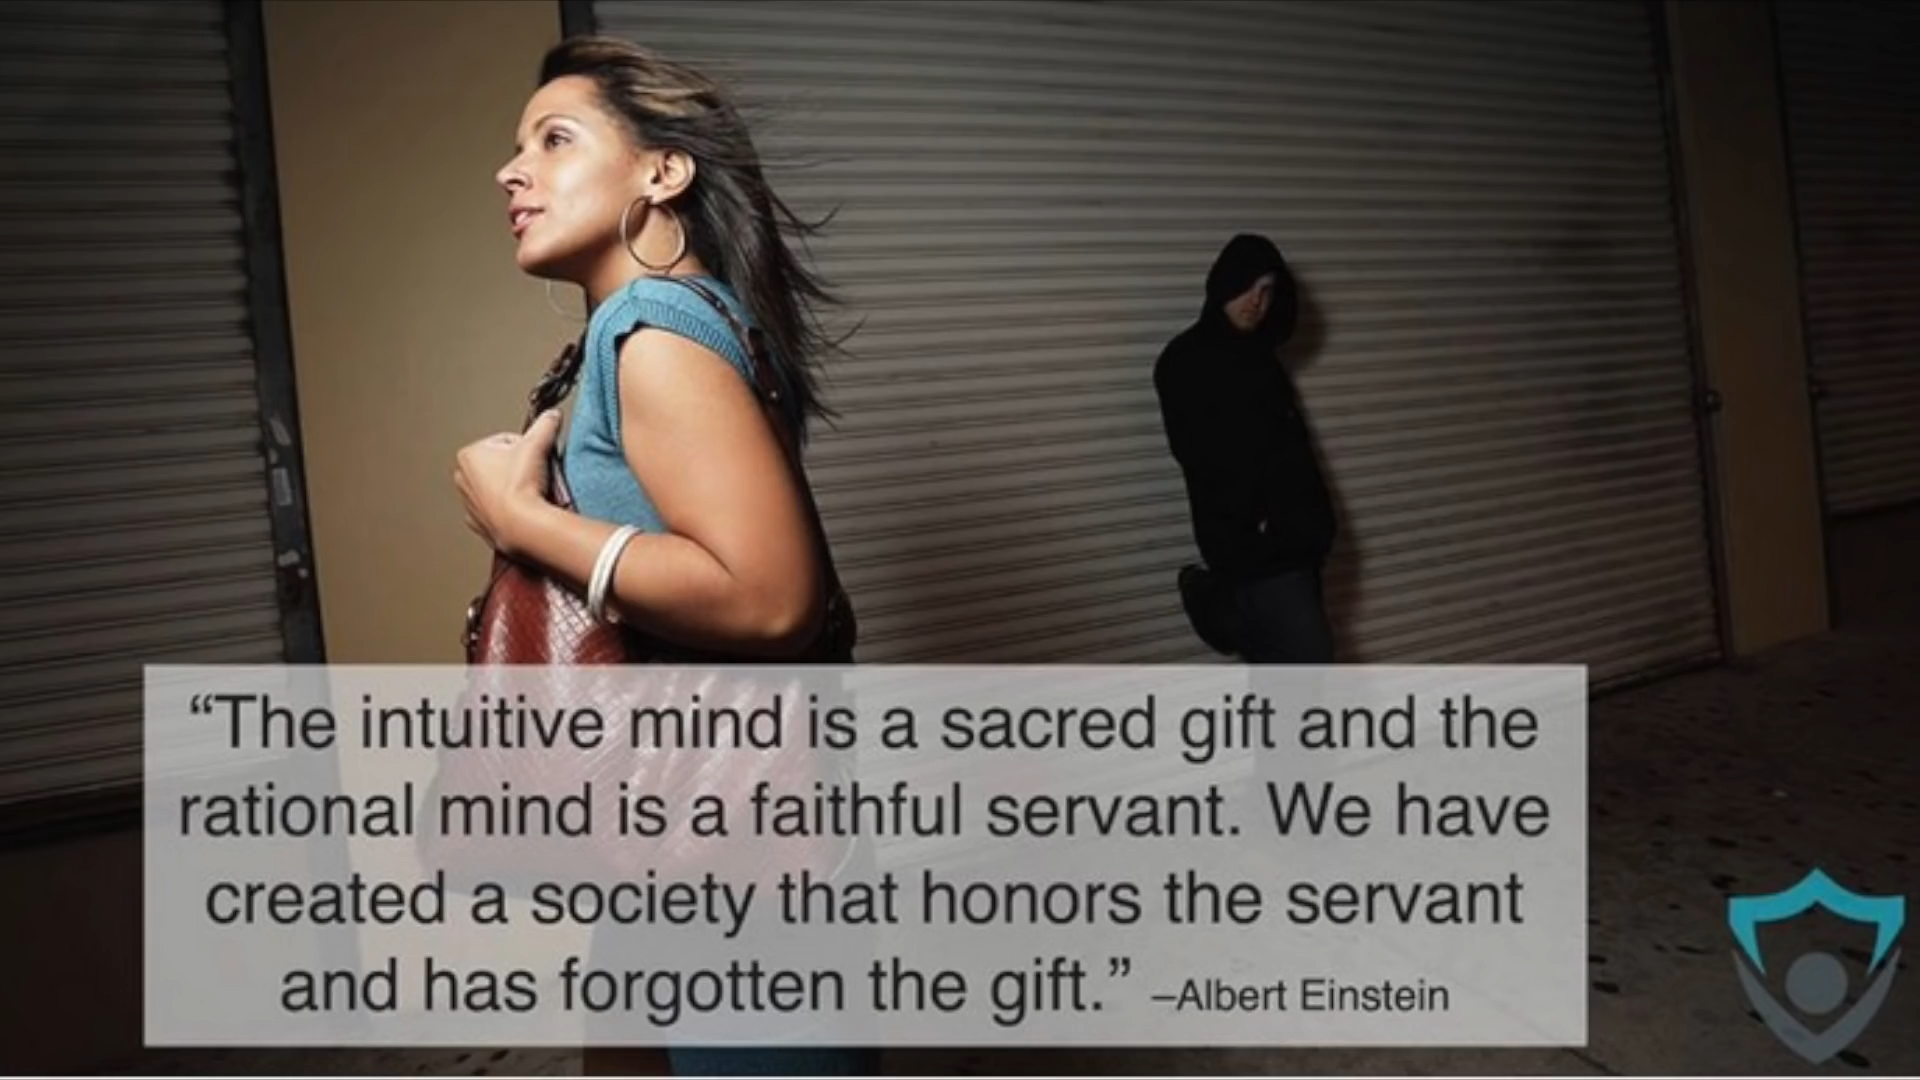 “The intuitive mind is a sacred gift and the
rational mind is a faithful servant. We have
created a society that honors the servant
and has forgotten the gift.” –Albert Einstein